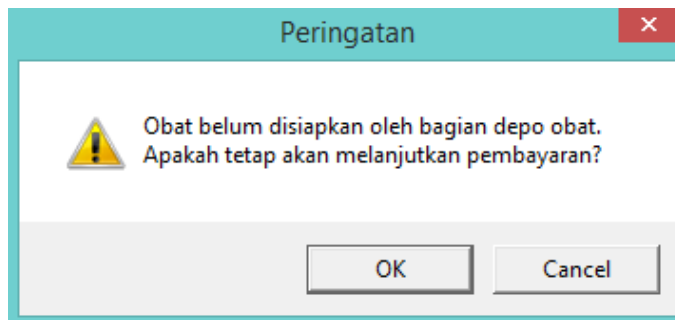 Peringatan
Obat belum disiapkan oleh bagian depo obat.
Apakah tetap akan melanjutkan pembayaran?
OK
Cancel